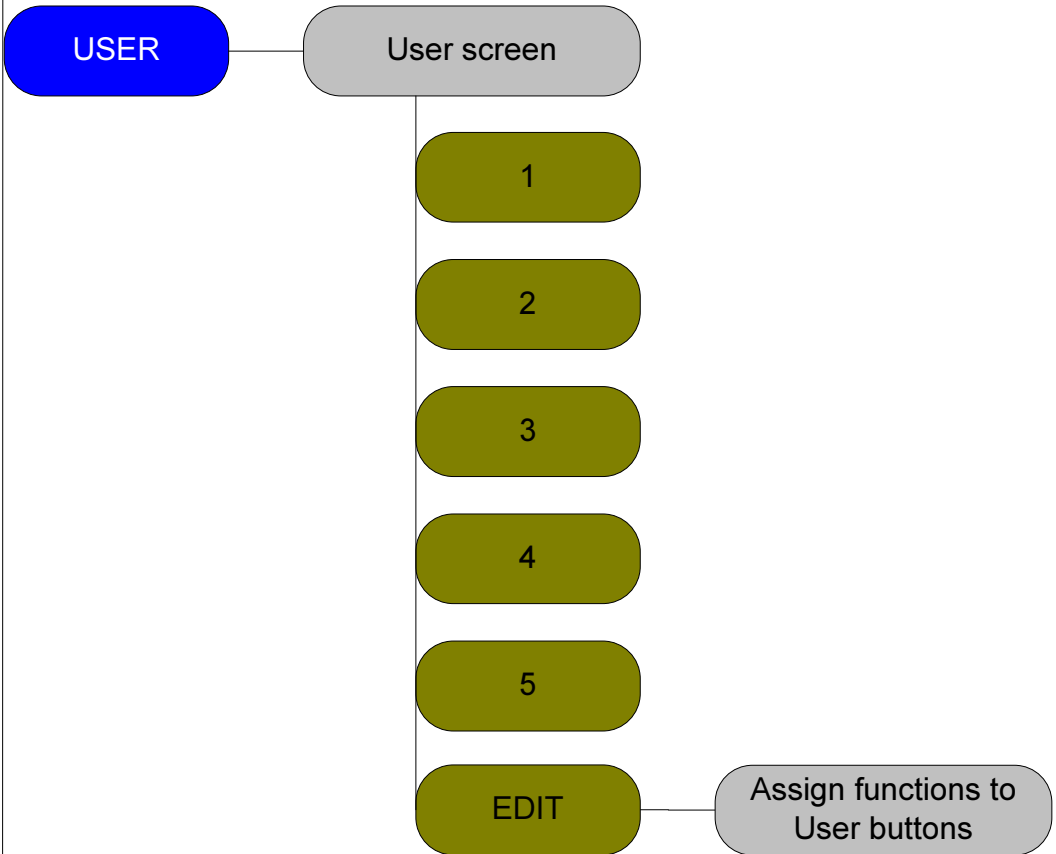 USER
User screen
1
2
3
4
5
EDIT
Assign functions to
User buttons